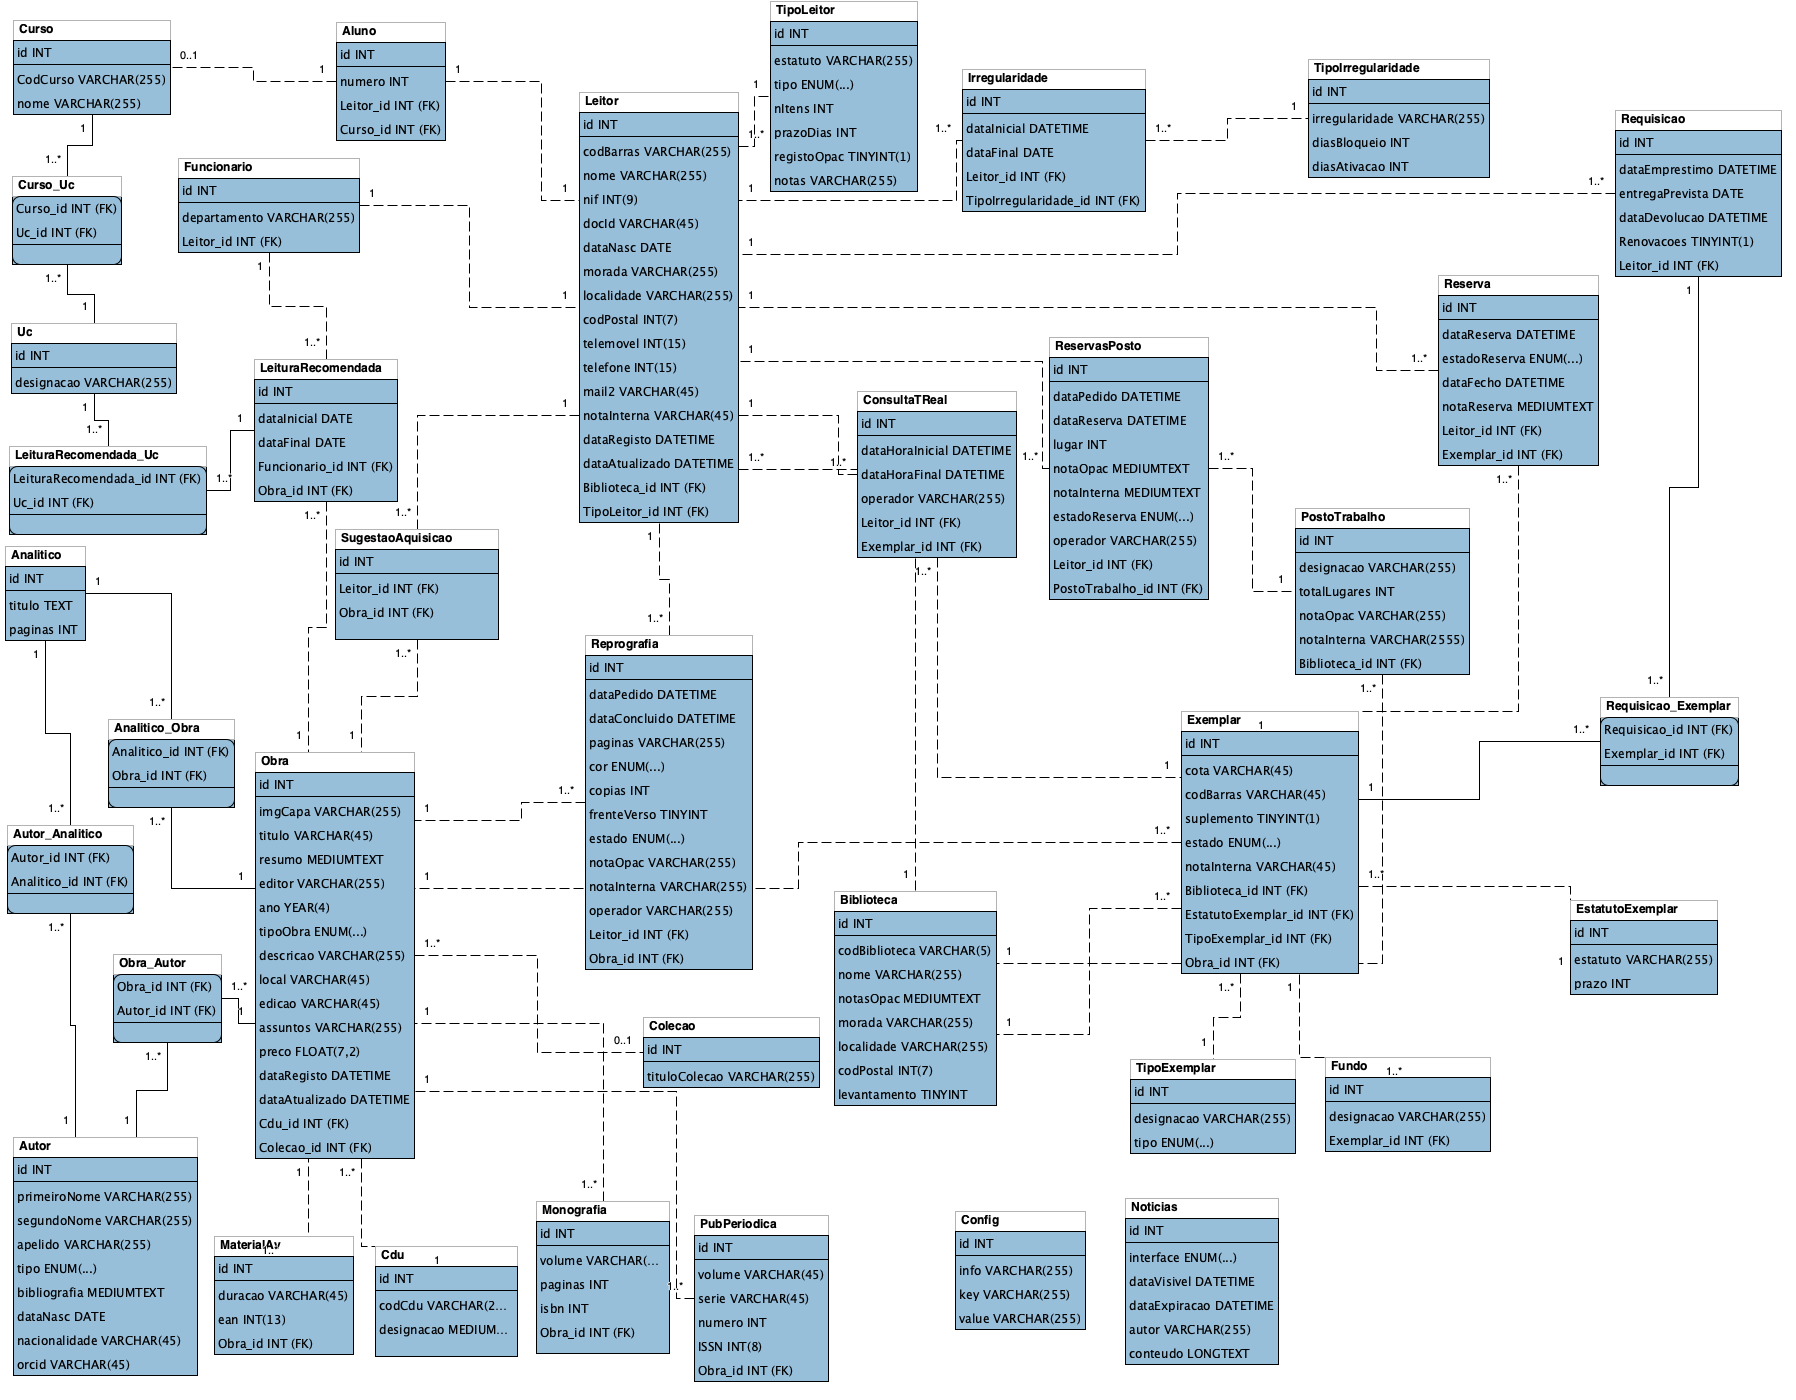 Curso
id INT
CodCurso VARCHAR(255)
nome VARCHAR(255)
0..1
1
Aluno
id INT
numero INT
Leitor_id INT (FK)
Curso_id INT (FK)
1
1
1
1..*
Curso_Uc
Curso_id INT (FK)
Uc_id INT (FK)
1..*
1
Uc
id INT
designacao VARCHAR(255)
1
1..*
Funcionario
id INT
departamento VARCHAR(255)
Leitor_id INT (FK)
1
1
1
1..*
LeituraRecomendada
id INT
dataInicial DATE
dataFinal DATE
Funcionario_id INT (FK)
Obra_id INT (FK)
1
1..*
1..*
1
LeituraRecomendada_Uc
LeituraRecomendada_id INT (FK)
Uc_id INT (FK)
Leitor
id INT
codBarras VARCHAR(255)
nome VARCHAR(255)
nif INT(9)
docId VARCHAR(45)
dataNasc DATE
morada VARCHAR(255)
localidade VARCHAR(255)
codPostal INT(7)
telemovel INT(15)
telefone INT(15)
mail2 VARCHAR(45)
notaInterna VARCHAR(45)
dataRegisto DATETIME
dataAtualizado DATETIME
Biblioteca_id INT (FK)
TipoLeitor_id INT (FK)
1..*
1
TipoLeitor
id INT
estatuto VARCHAR(255)
tipo ENUM(...)
nItens INT
prazoDias INT
registoOpac TINYINT(1)
notas VARCHAR(255)
1
1..*
Irregularidade
id INT
dataInicial DATETIME
dataFinal DATE
Leitor_id INT (FK)
TipoIrregularidade_id INT (FK)
1..*
1
TipoIrregularidade
id INT
irregularidade VARCHAR(255)
diasBloqueio INT
diasAtivacao INT
1
1..*
Requisicao
id INT
dataEmprestimo DATETIME
entregaPrevista DATE
dataDevolucao DATETIME
Renovacoes TINYINT(1)
Leitor_id INT (FK)
1
1..*
1
1..*
Reserva
id INT
dataReserva DATETIME
estadoReserva ENUM(...)
dataFecho DATETIME
notaReserva MEDIUMTEXT
Leitor_id INT (FK)
Exemplar_id INT (FK)
1..*
1
1
1..*
ReservasPosto
id INT
dataPedido DATETIME
dataReserva DATETIME
lugar INT
notaOpac MEDIUMTEXT
notaInterna MEDIUMTEXT
estadoReserva ENUM(...)
operador VARCHAR(255)
Leitor_id INT (FK)
PostoTrabalho_id INT (FK)
1..*
1
1
1..*
1..*
ConsultaTReal
id INT
dataHoraInicial DATETIME
dataHoraFinal DATETIME
operador VARCHAR(255)
Leitor_id INT (FK)
Exemplar_id INT (FK)
1..*
1
1
PostoTrabalho
id INT
designacao VARCHAR(255)
totalLugares INT
notaOpac VARCHAR(255)
notaInterna VARCHAR(2555)
Biblioteca_id INT (FK)
1..*
1
1
1..*
SugestaoAquisicao
id INT
Leitor_id INT (FK)
Obra_id INT (FK)
1..*
1
Analitico
id INT
titulo TEXT
paginas INT
1
1
1..*
Analitico_Obra
Analitico_id INT (FK)
Obra_id INT (FK)
1..*
1
1..*
Autor_Analitico
Autor_id INT (FK)
Analitico_id INT (FK)
1..*
1
1
1..*
Reprografia
id INT
dataPedido DATETIME
dataConcluido DATETIME
paginas VARCHAR(255)
cor ENUM(...)
copias INT
frenteVerso TINYINT
estado ENUM(...)
notaOpac VARCHAR(255)
notaInterna VARCHAR(255)
operador VARCHAR(255)
Leitor_id INT (FK)
Obra_id INT (FK)
1..*
1
Obra
id INT
imgCapa VARCHAR(255)
titulo VARCHAR(45)
resumo MEDIUMTEXT
editor VARCHAR(255)
ano YEAR(4)
tipoObra ENUM(...)
descricao VARCHAR(255)
local VARCHAR(45)
edicao VARCHAR(45)
assuntos VARCHAR(255)
preco FLOAT(7,2)
dataRegisto DATETIME
dataAtualizado DATETIME
Cdu_id INT (FK)
Colecao_id INT (FK)
1
1..*
Exemplar
id INT
cota VARCHAR(45)
codBarras VARCHAR(45)
suplemento TINYINT(1)
estado ENUM(...)
notaInterna VARCHAR(45)
Biblioteca_id INT (FK)
EstatutoExemplar_id INT (FK)
TipoExemplar_id INT (FK)
Obra_id INT (FK)
1
1..*
1..*
Requisicao_Exemplar
Requisicao_id INT (FK)
Exemplar_id INT (FK)
1..*
1
EstatutoExemplar
id INT
estatuto VARCHAR(255)
prazo INT
Biblioteca
id INT
codBiblioteca VARCHAR(5)
nome VARCHAR(255)
notasOpac MEDIUMTEXT
morada VARCHAR(255)
localidade VARCHAR(255)
codPostal INT(7)
levantamento TINYINT
1
1
1..*
Obra_Autor
Obra_id INT (FK)
Autor_id INT (FK)
1..*
1
1..*
1
Autor
id INT
primeiroNome VARCHAR(255)
segundoNome VARCHAR(255)
apelido VARCHAR(255)
tipo ENUM(...)
bibliografia MEDIUMTEXT
dataNasc DATE
nacionalidade VARCHAR(45)
orcid VARCHAR(45)
1..*
0..1
Colecao
id INT
tituloColecao VARCHAR(255)
1..*
1
TipoExemplar
id INT
designacao VARCHAR(255)
tipo ENUM(...)
1
1..*
Fundo
id INT
designacao VARCHAR(255)
Exemplar_id INT (FK)
1
1..*
MaterialAv
id INT
duracao VARCHAR(45)
ean INT(13)
Obra_id INT (FK)
1..*
1
Cdu
id INT
codCdu VARCHAR(2...
designacao MEDIUM...
1
1..*
Monografia
id INT
volume VARCHAR(...
paginas INT
isbn INT
Obra_id INT (FK)
1
1..*
PubPeriodica
id INT
volume VARCHAR(45)
serie VARCHAR(45)
numero INT
ISSN INT(8)
Obra_id INT (FK)
Config
id INT
info VARCHAR(255)
key VARCHAR(255)
value VARCHAR(255)
Noticias
id INT
interface ENUM(...)
dataVisivel DATETIME
dataExpiracao DATETIME
autor VARCHAR(255)
conteudo LONGTEXT